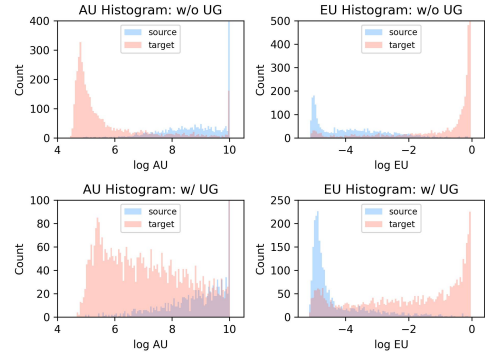 AU Histogram: w/o UG
400
300
200
100
0
Count
source
target
4
6
8
10
log AU
EU Histogram: w/o UG
500
400
300
200
100
0
Count
source
target
−4
−2
0
log EU
AU Histogram: w/ UG
100
80
60
40
20
0
Count
source
target
4
6
8
10
log AU
EU Histogram: w/ UG
250
200
150
100
50
0
Count
source
target
−4
−2
0
log EU